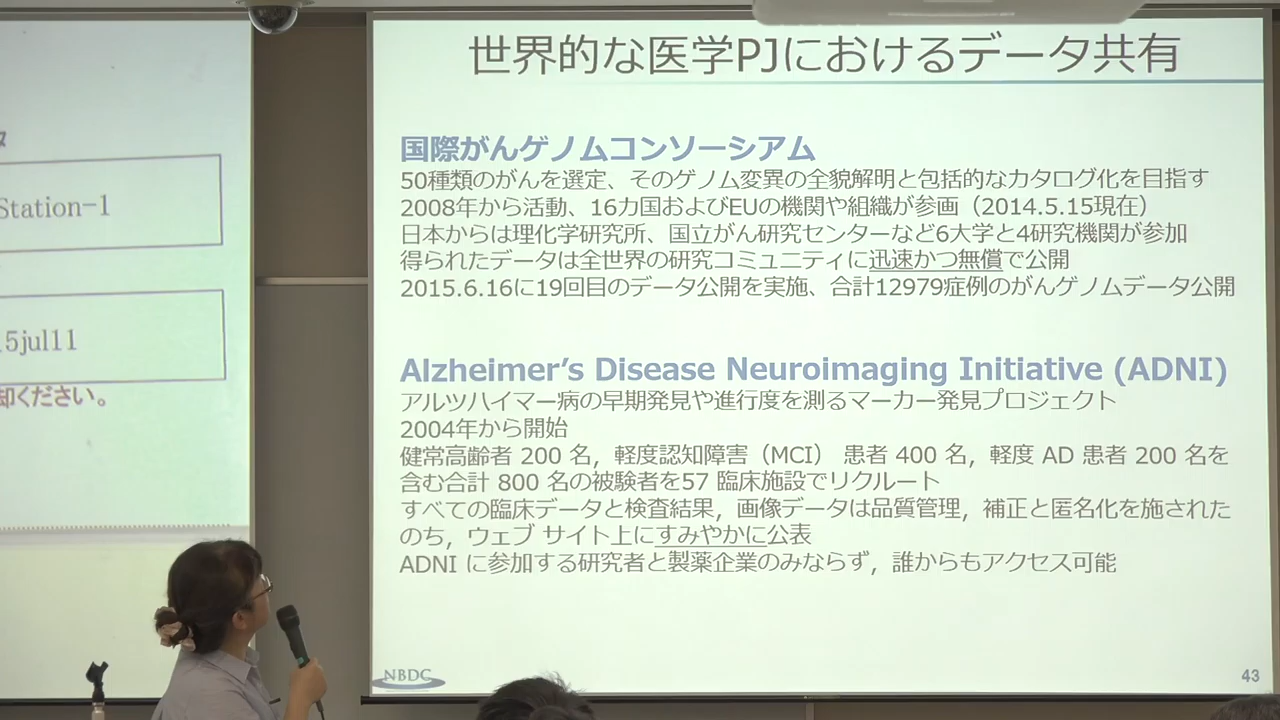 Station-1
5jul11
却ください。
世界的な医学PJにおけるデータ共有
国際がんゲノムコンソーシアム
50種類のがんを選定、そのゲノム変異の全貌解明と包括的なカタログ化を目指す
2008年から活動、16カ国およびEUの機関や組織が参画（2014.5.15現在）
日本からは理化学研究所、国立がん研究センターなど6大学と4研究機関が参加
得られたデータは全世界の研究コミュニティに迅速かつ無償で公開
2015.6.16に19回目のデータ公開を実施、合計12979症例のがんゲノムデータ公開
Alzheimer’s Disease Neuroimaging Initiative (ADNI)
アルツハイマー病の早期発見や進行度を測るマーカー発見プロジェクト
2004年から開始
健常高齢者 200 名，軽度認知障害（MCI） 患者 400 名，軽度 AD 患者 200 名を
含む合計 800 名の被験者を57 臨床施設でリクルート
すべての臨床データと検査結果，画像データは品質管理，補正と匿名化を施された
のち，ウェブ サイト上にすみやかに公表
ADNI に参加する研究者と製薬企業のみならず，誰からもアクセス可能
NBDC
43